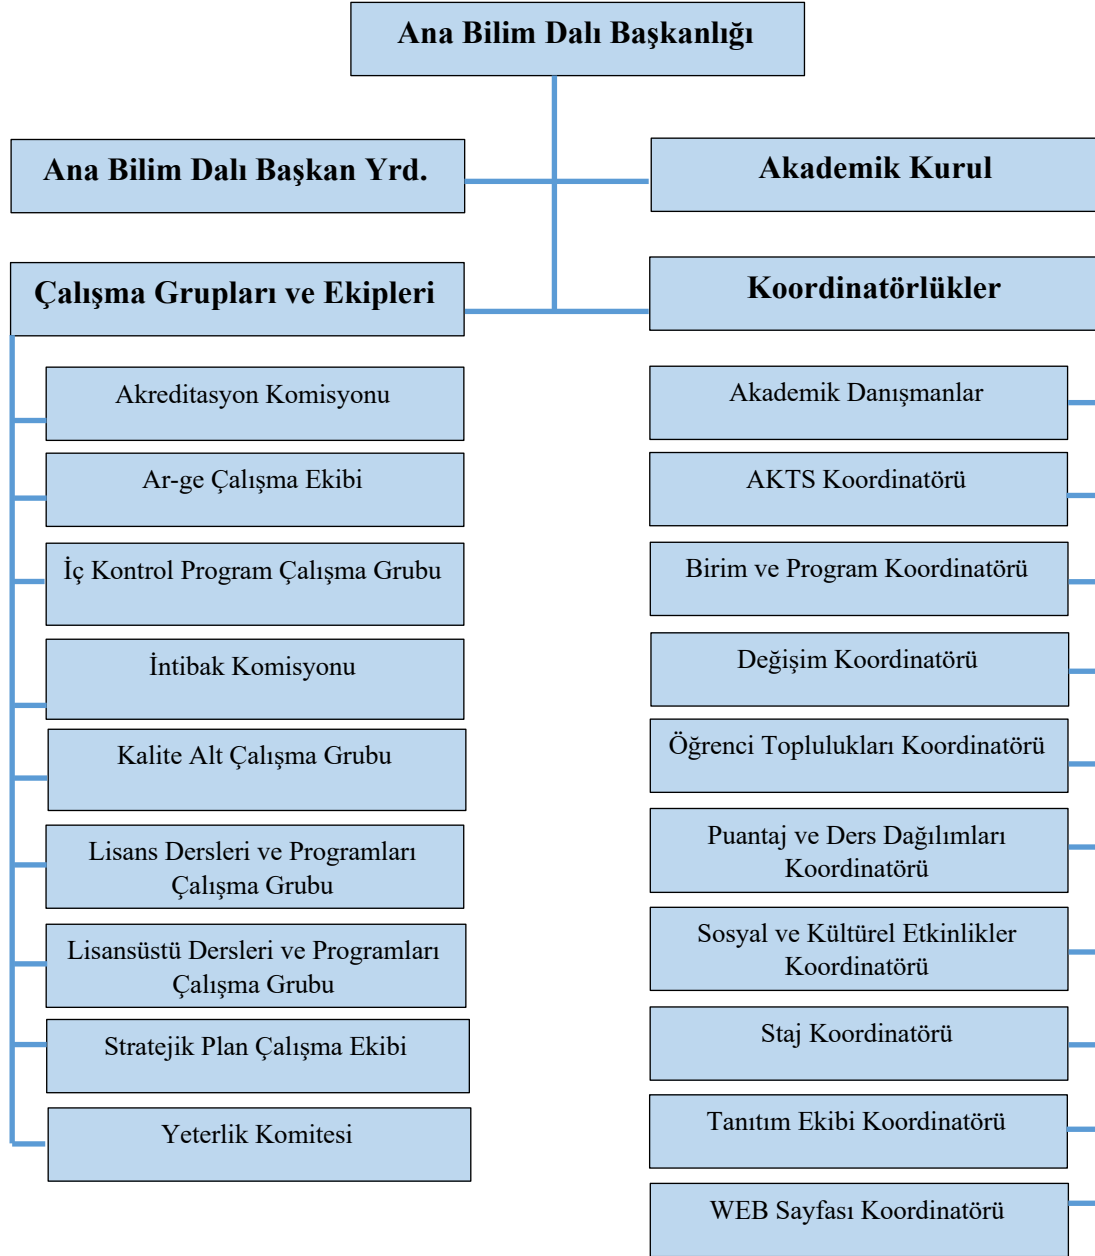 Ana Bilim Dalı Başkanlığı
Ana Bilim Dalı Başkan Yrd.
Akademik Kurul
Çalışma Grupları ve Ekipleri
Koordinatörlükler
Akreditasyon Komisyonu
Ar-ge Çalışma Ekibi
İç Kontrol Program Çalışma Grubu
İntibak Komisyonu
Kalite Alt Çalışma Grubu
Lisans Dersleri ve Programları
Çalışma Grubu
Lisansüstü Dersleri ve Programları
Çalışma Grubu
Stratejik Plan Çalışma Ekibi
Yeterlik Komitesi
Akademik Danışmanlar
AKTS Koordinatörü
Birim ve Program Koordinatörü
Değişim Koordinatörü
Öğrenci Toplulukları Koordinatörü
Puantaj ve Ders Dağılımları
Koordinatörü
Sosyal ve Kültürel Etkinlikler
Koordinatörü
Staj Koordinatörü
Tanıtım Ekibi Koordinatörü
WEB Sayfası Koordinatörü